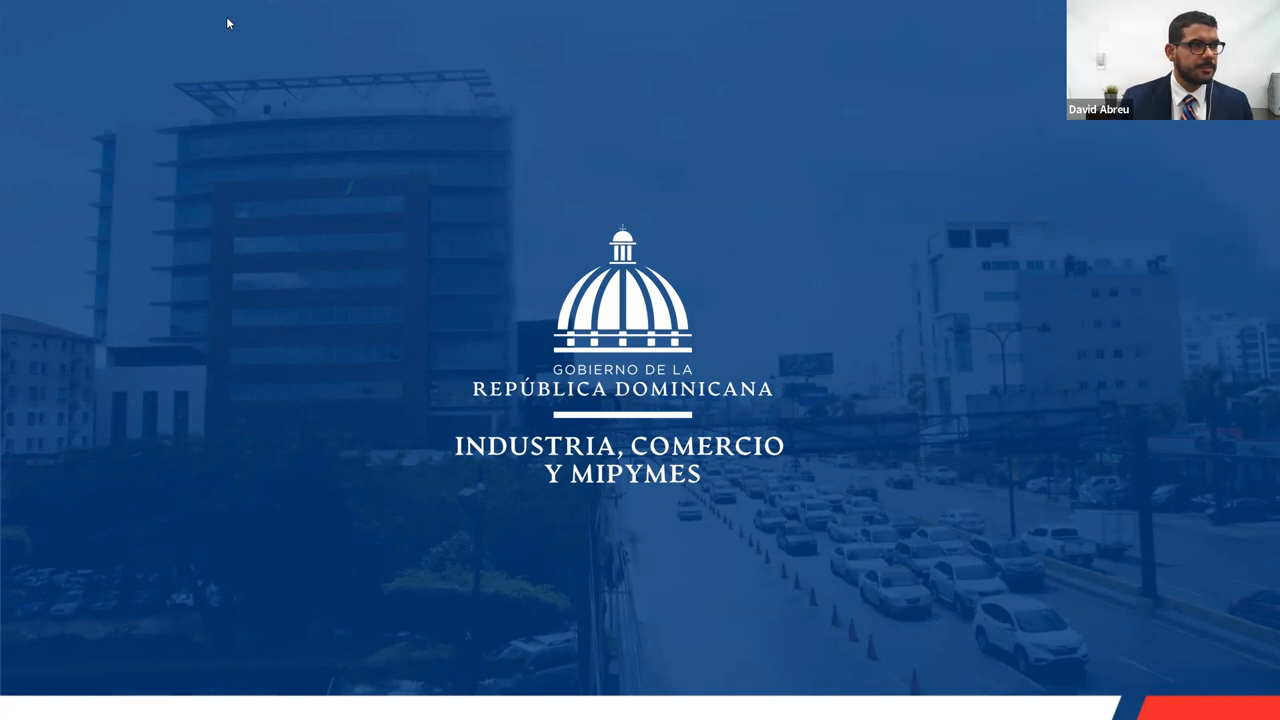 David Abreu
GOBIERNO DE LA
REPÚBLICA DOMINICANA
INDUSTRIA, COMERCIO
Y MIPYMES